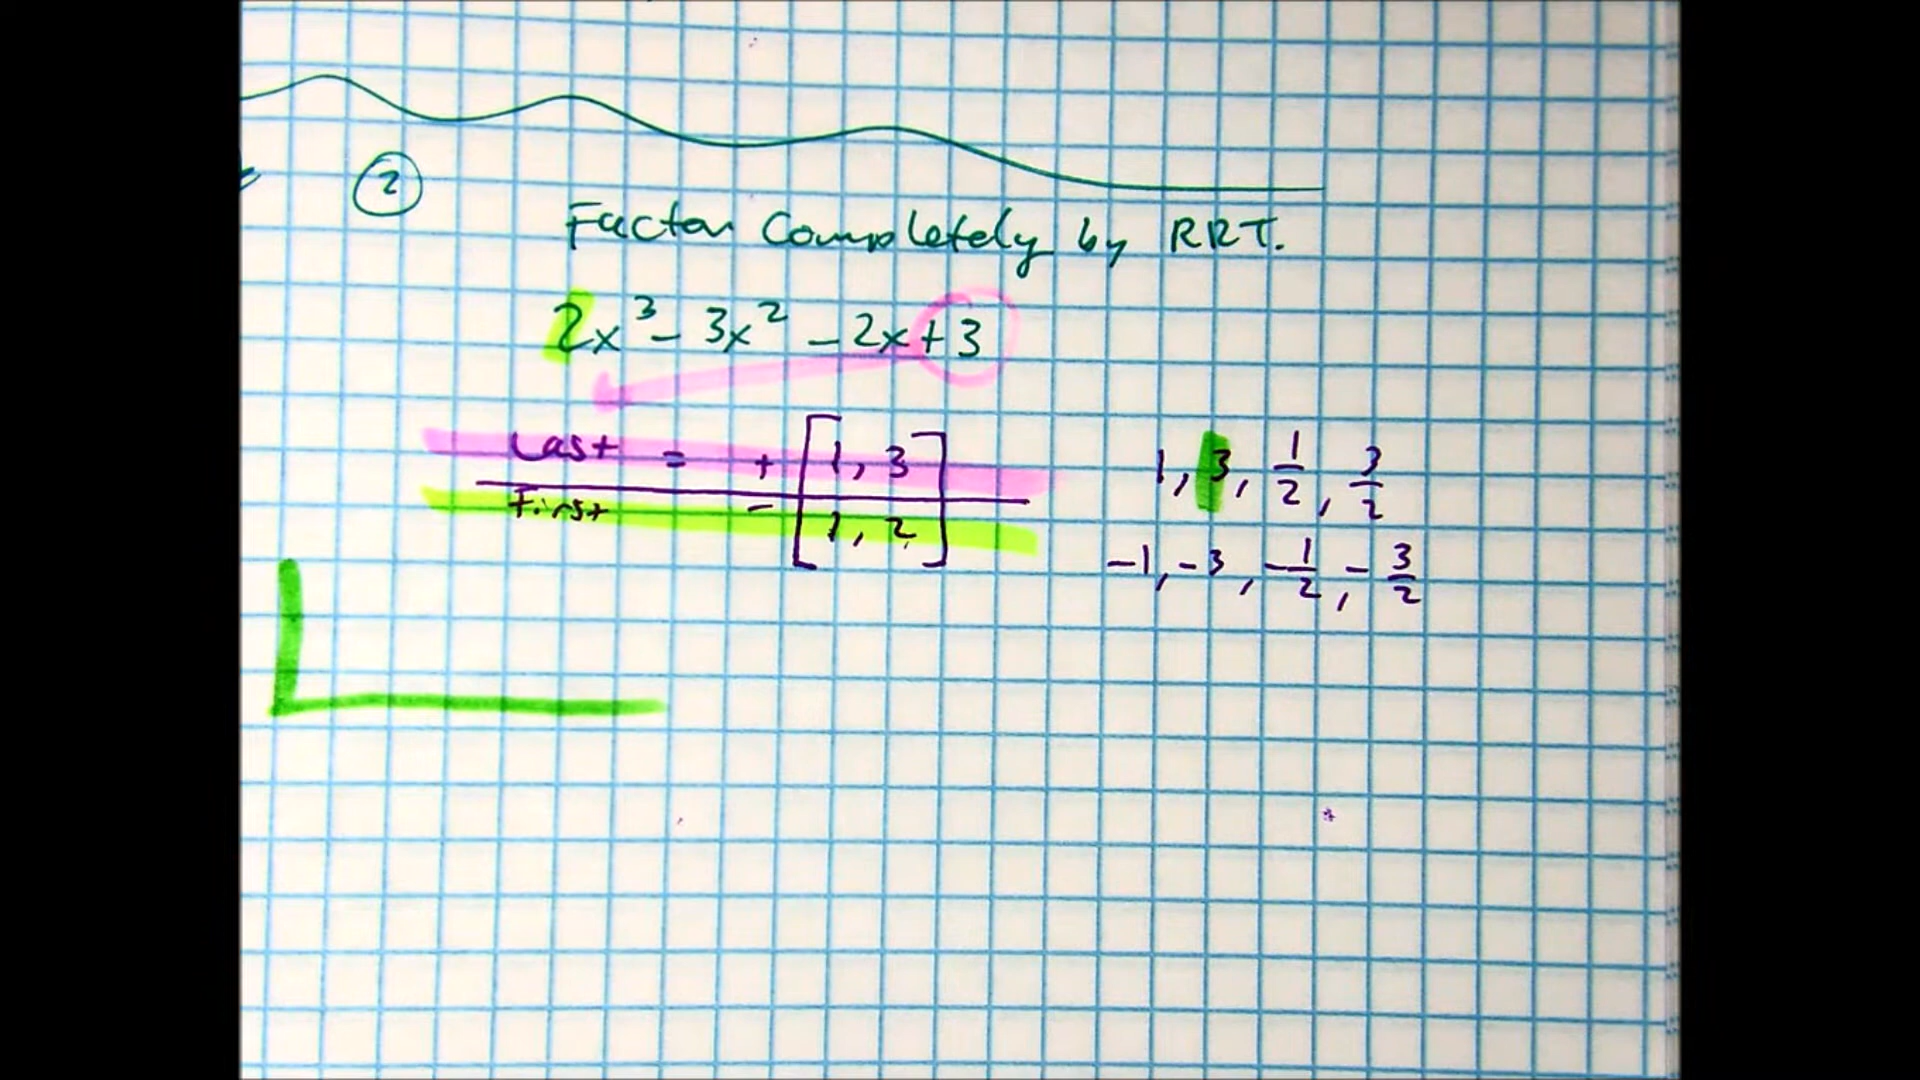 2
Factor Completely by RRT.
2x³ - 3x² - 2x + 3
Last = + [1, 3
First - 1, 2]
1, 3, 1/2, 3/2
-1, -3, -1/2, -3/2